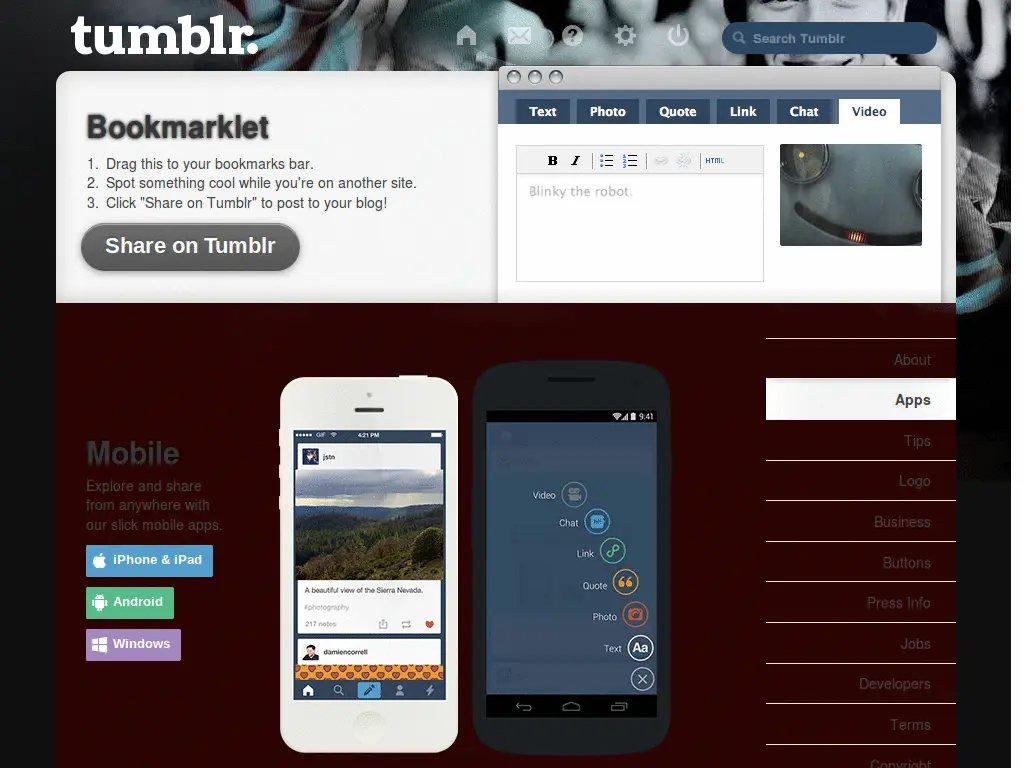 tumblr.
Search Tumblr
Bookmarklet
1. Drag this to your bookmarks bar.
2. Spot something cool while you're on another site.
3. Click "Share on Tumblr" to post to your blog!
Share on Tumblr
Text Photo Quote Link Chat Video
B I HTML
Blinky the robot.
Mobile
Explore and share
from anywhere with
our slick mobile apps.
iPhone & iPad
Android
Windows
GIF 4:21 PM
jstn
A beautiful view of the Sierra Nevada.
#photography
217 notes
damiencorrell
9:41
Video
Chat
Link
Quote
Photo
Text Aa
About
Apps
Tips
Logo
Business
Buttons
Press Info
Jobs
Developers
Terms
Copyright